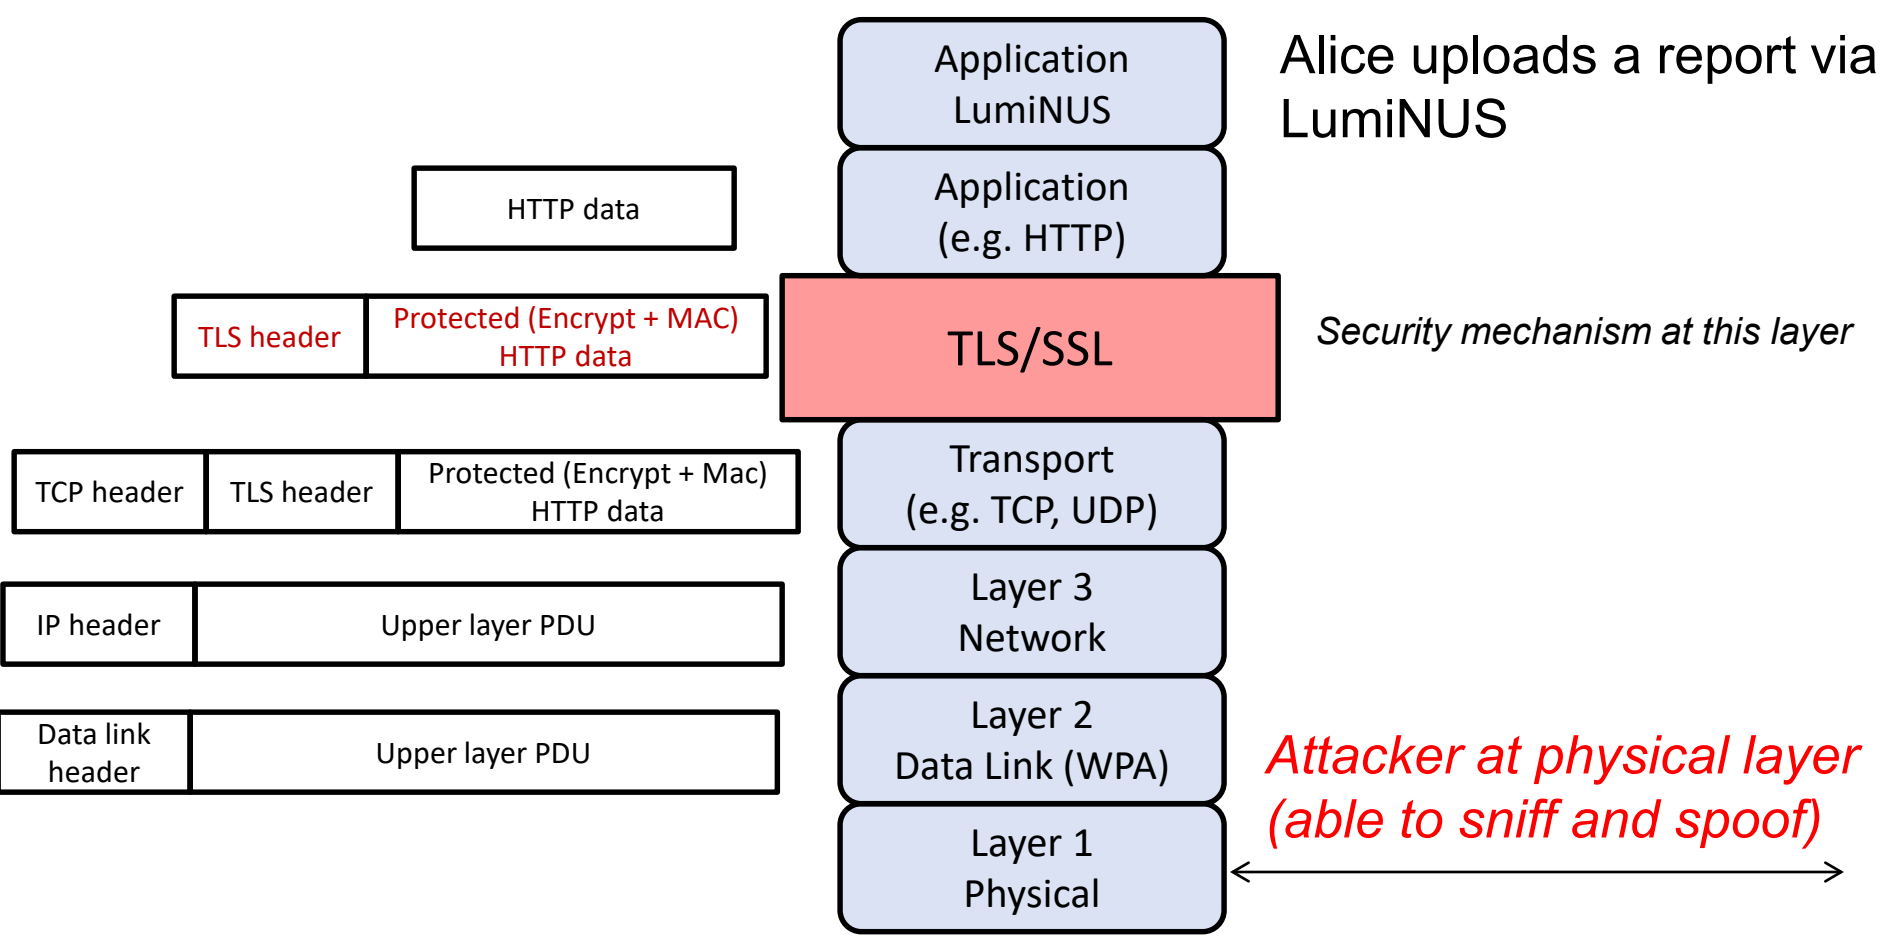 Application
LumiNUS
Alice uploads a report via
LumiNUS
HTTP data
Application
(e.g. HTTP)
TLS header
Protected (Encrypt + MAC)
HTTP data
TLS/SSL
Security mechanism at this layer
TCP header
TLS header
Protected (Encrypt + Mac)
HTTP data
Transport
(e.g. TCP, UDP)
IP header
Upper layer PDU
Layer 3
Network
Data link
header
Upper layer PDU
Layer 2
Data Link (WPA)
Attacker at physical layer
(able to sniff and spoof)
Layer 1
Physical